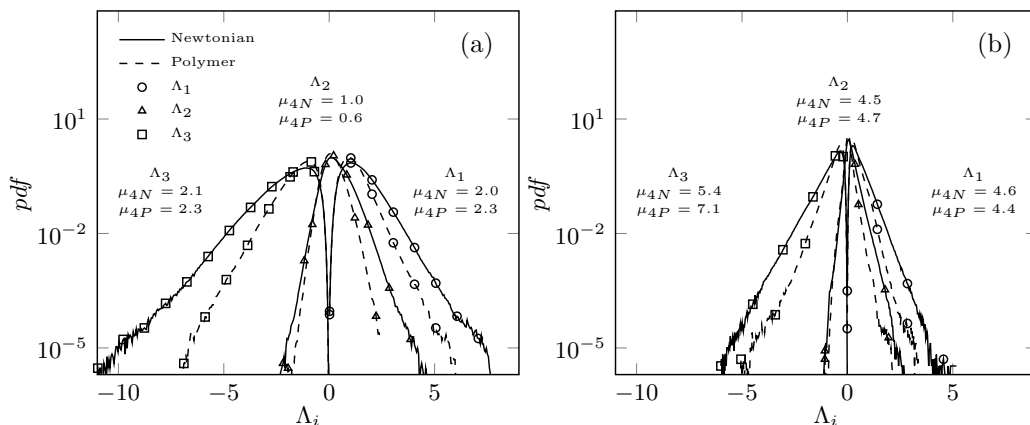 (a)
Newtonian
Polymer
Λ1
Λ2
Λ3
Λ2
μ4N = 1.0
μ4P = 0.6
Λ3
μ4N = 2.1
μ4P = 2.3
Λ1
μ4N = 2.0
μ4P = 2.3
pdf
10^1
10^−2
10^−5
−10
−5
0
5
Λi
(b)
Λ2
μ4N = 4.5
μ4P = 4.7
Λ3
μ4N = 5.4
μ4P = 7.1
Λ1
μ4N = 4.6
μ4P = 4.4
pdf
10^1
10^−2
10^−5
−10
−5
0
5
Λi